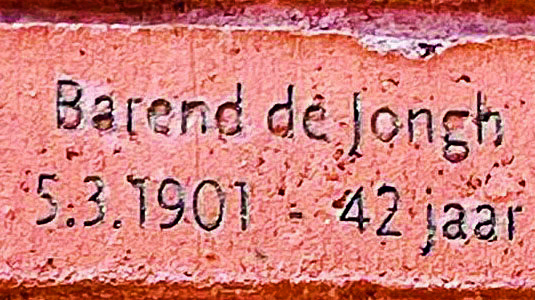 Barend de Jongh
5.3.1901 - 42 jaar